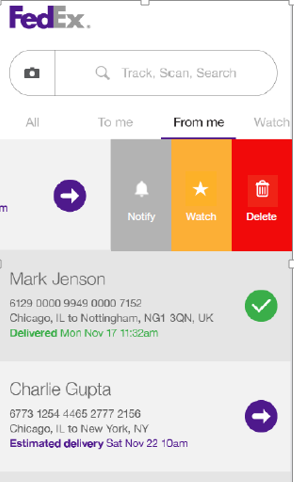 FedEx.
Track, Scan, Search
All To me From me Watch
m
Notify Watch Delete
Mark Jenson
6129 0000 9949 0000 7152
Chicago, IL to Nottingham, NG1 3QN, UK
Delivered Mon Nov 17 11:32am
Charlie Gupta
6773 1254 4465 2777 2156
Chicago, IL to New York, NY
Estimated delivery Sat Nov 22 10am